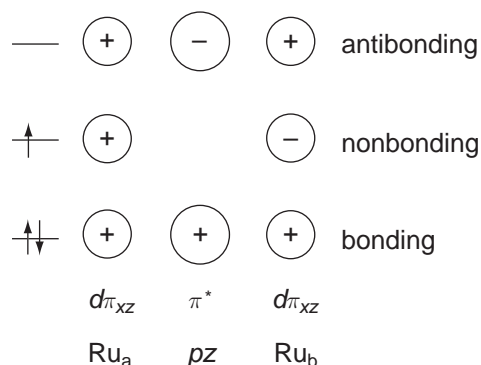 + − + antibonding
+ − nonbonding
+ + + bonding
dπxz π* dπxz
Rua pz Rub